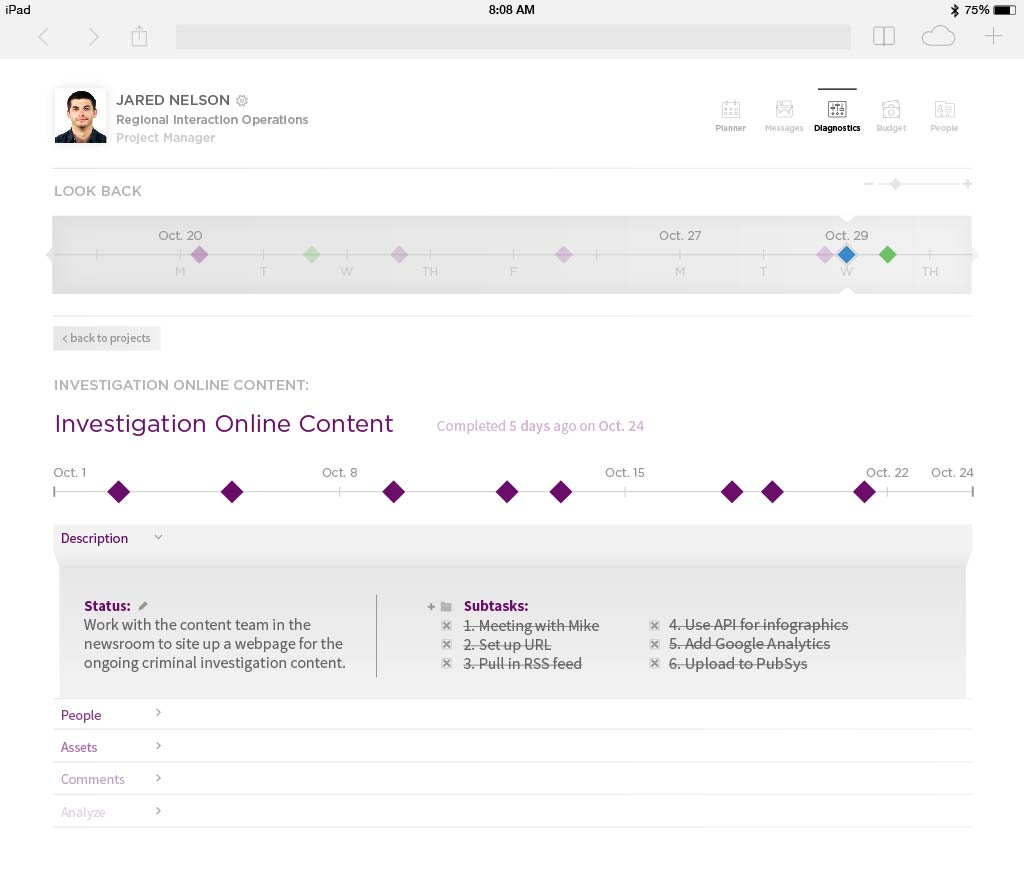 iPad 8:08 AM 75%
JARED NELSON
Regional Interaction Operations
Project Manager
Planner Messages Diagnostics Budget People
LOOK BACK
Oct. 20 Oct. 27 Oct. 29
M T W TH F M T W TH
< back to projects
INVESTIGATION ONLINE CONTENT:
Investigation Online Content Completed 5 days ago on Oct. 24
Oct. 1 Oct. 8 Oct. 15 Oct. 22 Oct. 24
Description
Status:
Work with the content team in the
newsroom to site up a webpage for the
ongoing criminal investigation content.
Subtasks:
1. Meeting with Mike
2. Set up URL
3. Pull in RSS feed
4. Use API for infographics
5. Add Google Analytics
6. Upload to PubSys
People
Assets
Comments
Analyze